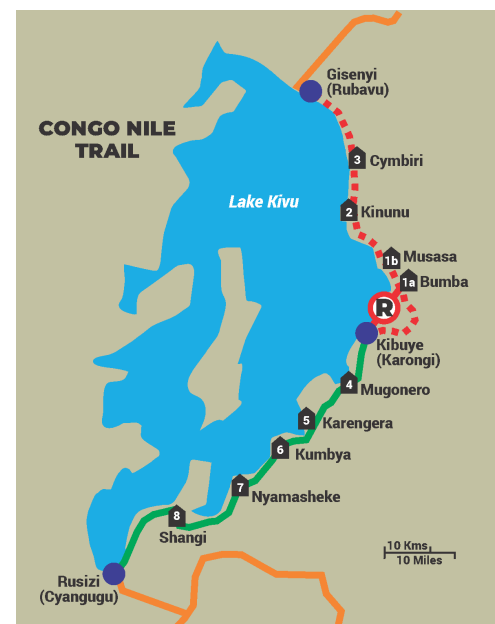 CONGO NILE
TRAIL
Gisenyi
(Rubavu)
3 Cymbiri
Lake Kivu
2 Kinunu
1b Musasa
1a Bumba
R
Kibuye
(Karongi)
4 Mugonero
5 Karengera
6 Kumbya
7 Nyamasheke
8
Shangi
Rusizi
(Cyangugu)
10 Kms
10 Miles